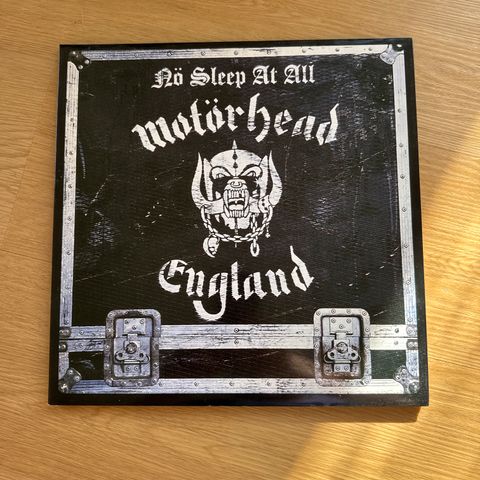 Nö Sleep At All
motörhead
England